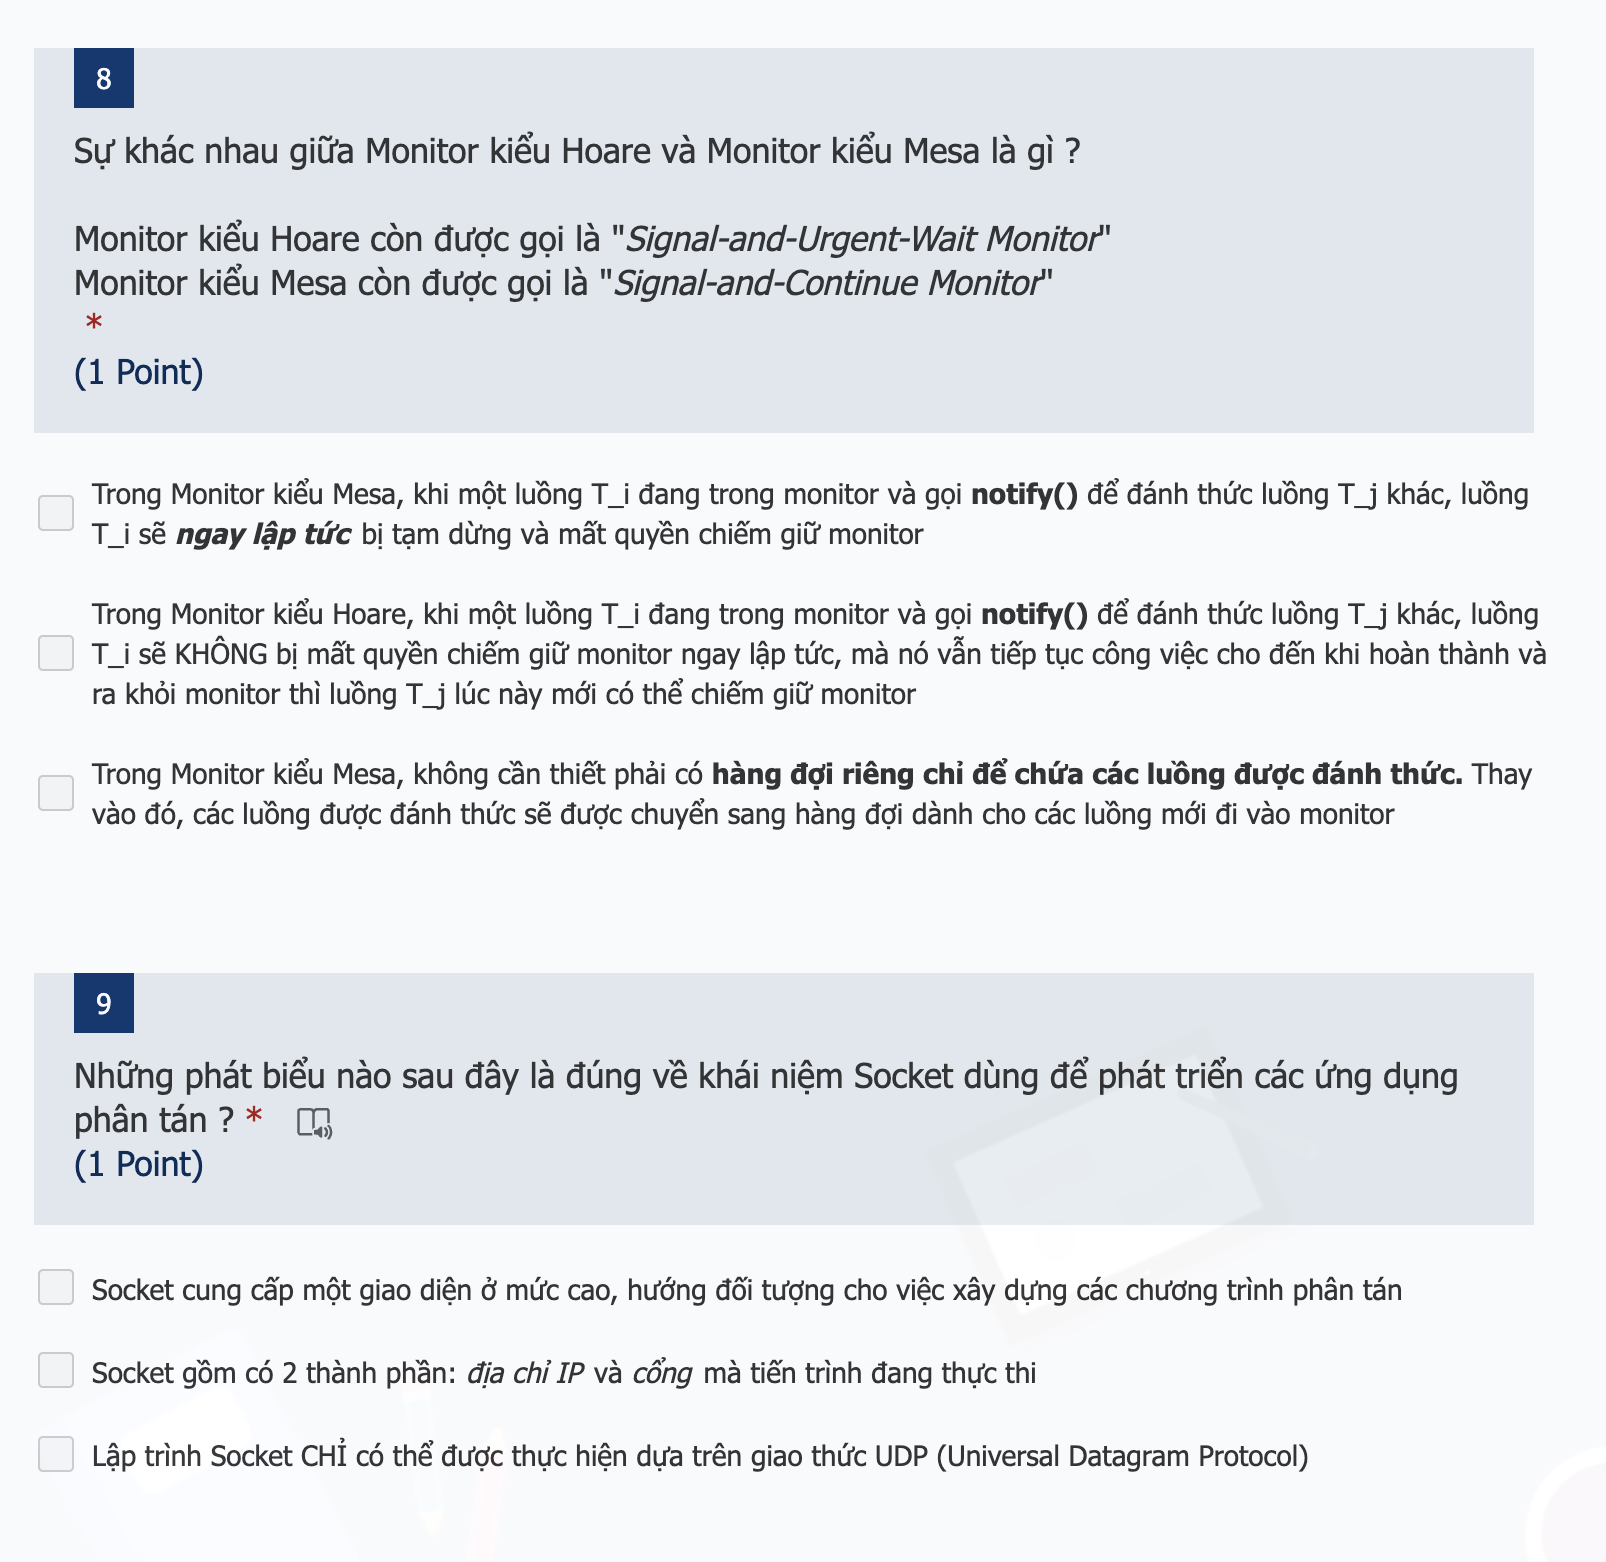 8
Sự khác nhau giữa Monitor kiểu Hoare và Monitor kiểu Mesa là gì ?
Monitor kiểu Hoare còn được gọi là "Signal-and-Urgent-Wait Monitor"
Monitor kiểu Mesa còn được gọi là "Signal-and-Continue Monitor"
*
(1 Point)
Trong Monitor kiểu Mesa, khi một luồng T_i đang trong monitor và gọi notify() để đánh thức luồng T_j khác, luồng
T_i sẽ ngay lập tức bị tạm dừng và mất quyền chiếm giữ monitor
Trong Monitor kiểu Hoare, khi một luồng T_i đang trong monitor và gọi notify() để đánh thức luồng T_j khác, luồng
T_i sẽ KHÔNG bị mất quyền chiếm giữ monitor ngay lập tức, mà nó vẫn tiếp tục công việc cho đến khi hoàn thành và
ra khỏi monitor thì luồng T_j lúc này mới có thể chiếm giữ monitor
Trong Monitor kiểu Mesa, không cần thiết phải có hàng đợi riêng chỉ để chứa các luồng được đánh thức. Thay
vào đó, các luồng được đánh thức sẽ được chuyển sang hàng đợi dành cho các luồng mới đi vào monitor
9
Những phát biểu nào sau đây là đúng về khái niệm Socket dùng để phát triển các ứng dụng
phân tán ? *
(1 Point)
Socket cung cấp một giao diện ở mức cao, hướng đối tượng cho việc xây dựng các chương trình phân tán
Socket gồm có 2 thành phần: địa chỉ IP và cổng mà tiến trình đang thực thi
Lập trình Socket CHỈ có thể được thực hiện dựa trên giao thức UDP (Universal Datagram Protocol)